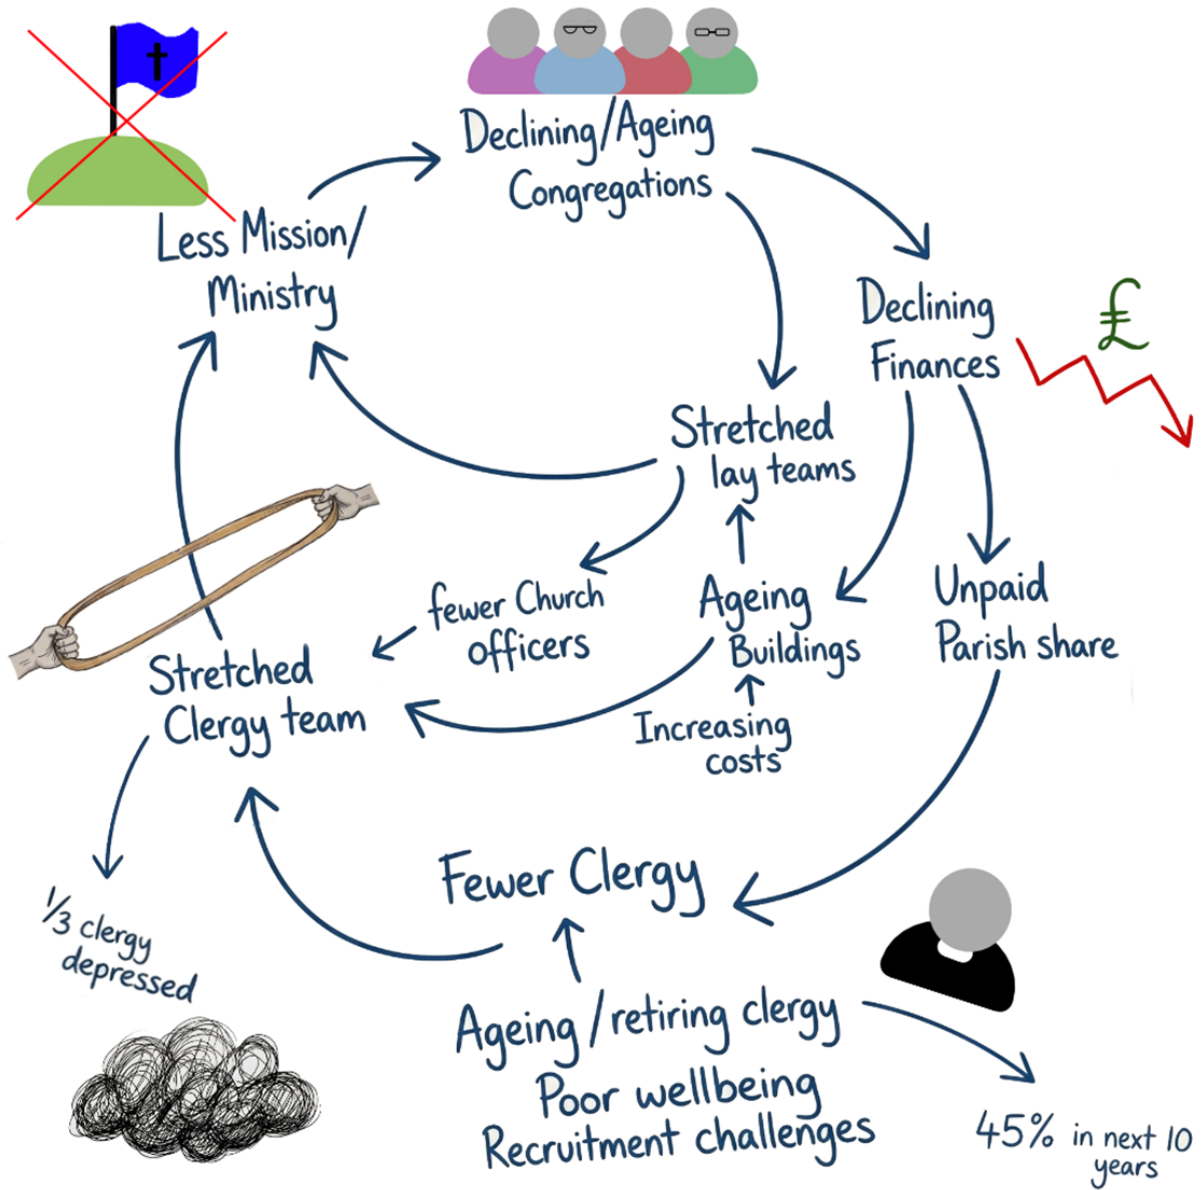 Declining/Ageing
Congregations
Less Mission/
Ministry
Declining
Finances
£
Stretched
lay teams
fewer Church
officers
Ageing
Buildings
Unpaid
Parish share
Stretched
Clergy team
Increasing
costs
Fewer Clergy
1/3 clergy
depressed
Ageing/retiring clergy
Poor wellbeing
Recruitment challenges
45% in next 10
years